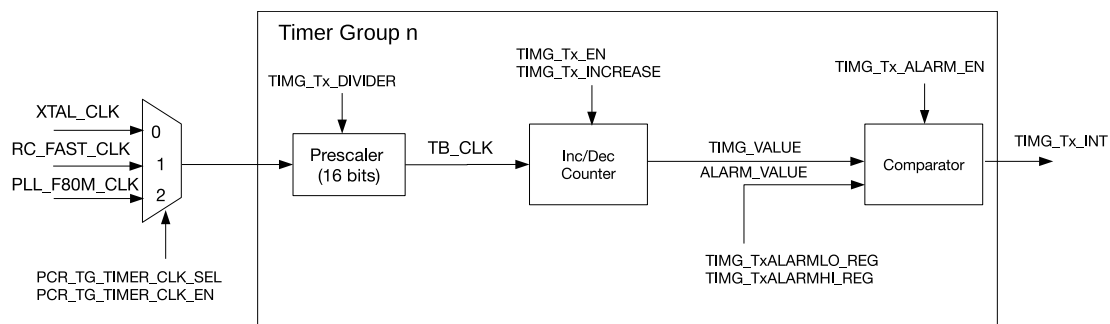 Timer Group n
TIMG_Tx_EN
TIMG_Tx_INCREASE
TIMG_Tx_DIVIDER
TIMG_Tx_ALARM_EN
XTAL_CLK
0
RC_FAST_CLK
1
PLL_F80M_CLK
2
Prescaler
(16 bits)
TB_CLK
Inc/Dec
Counter
TIMG_VALUE
ALARM_VALUE
Comparator
TIMG_Tx_INT
PCR_TG_TIMER_CLK_SEL
PCR_TG_TIMER_CLK_EN
TIMG_TxALARMLO_REG
TIMG_TxALARMHI_REG